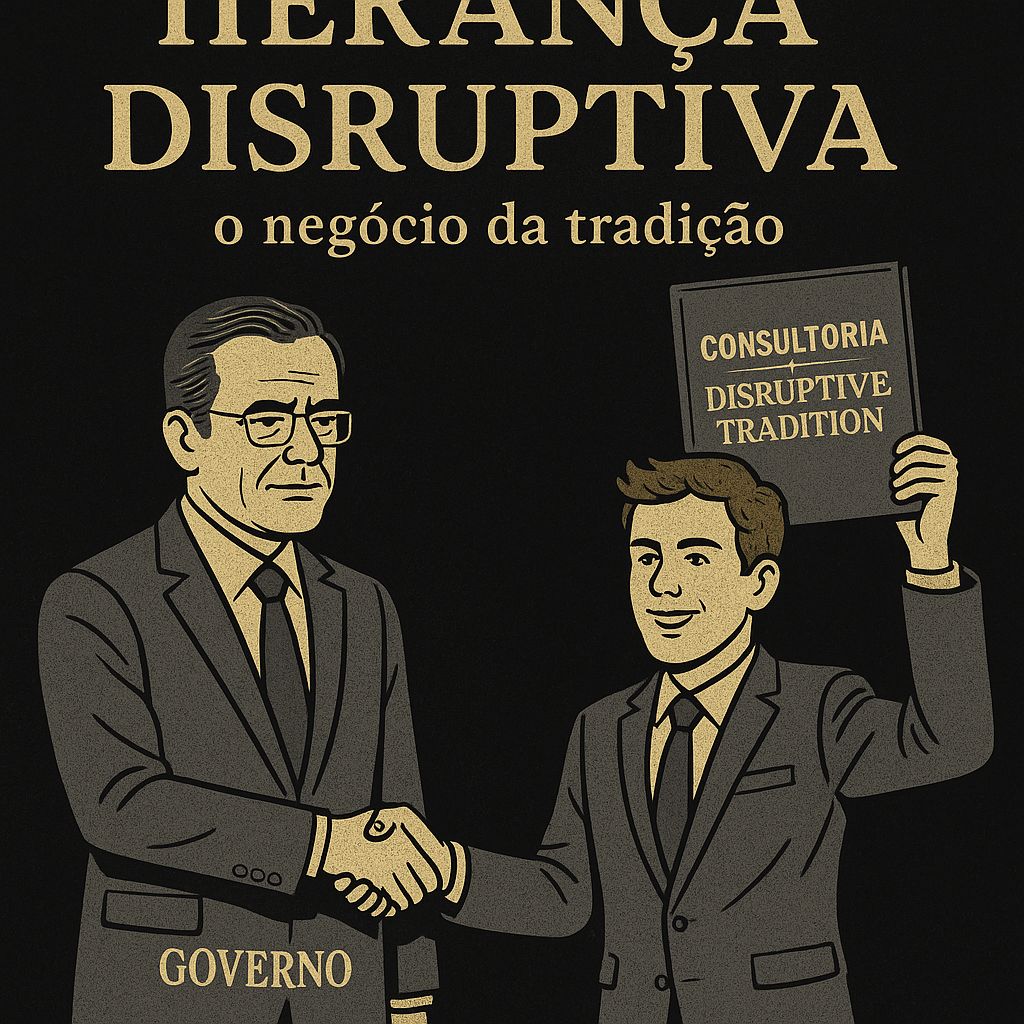 HERANÇA
DISRUPTIVA
o negócio da tradição
CONSULTORIA
DISRUPTIVE
TRADITION
GOVERNO